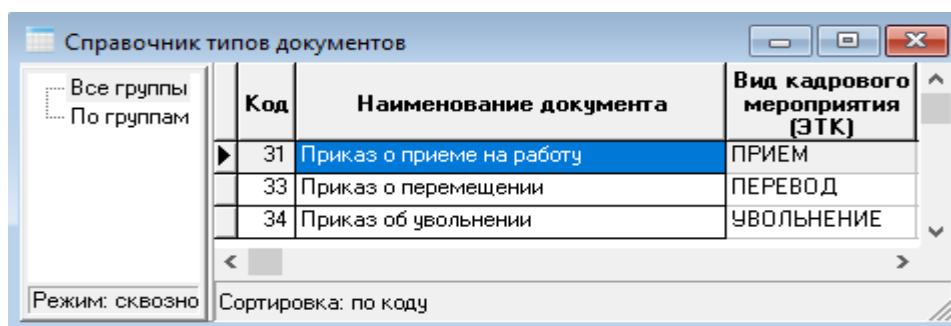 Справочник типов документов
Все группы
По группам
Код Наименование документа Вид кадрового мероприятия (ЭТК)
31 Приказ о приеме на работу ПРИЕМ
33 Приказ о перемещении ПЕРЕВОД
34 Приказ об увольнении УВОЛЬНЕНИЕ
Режим: сквозно Сортировка: по коду